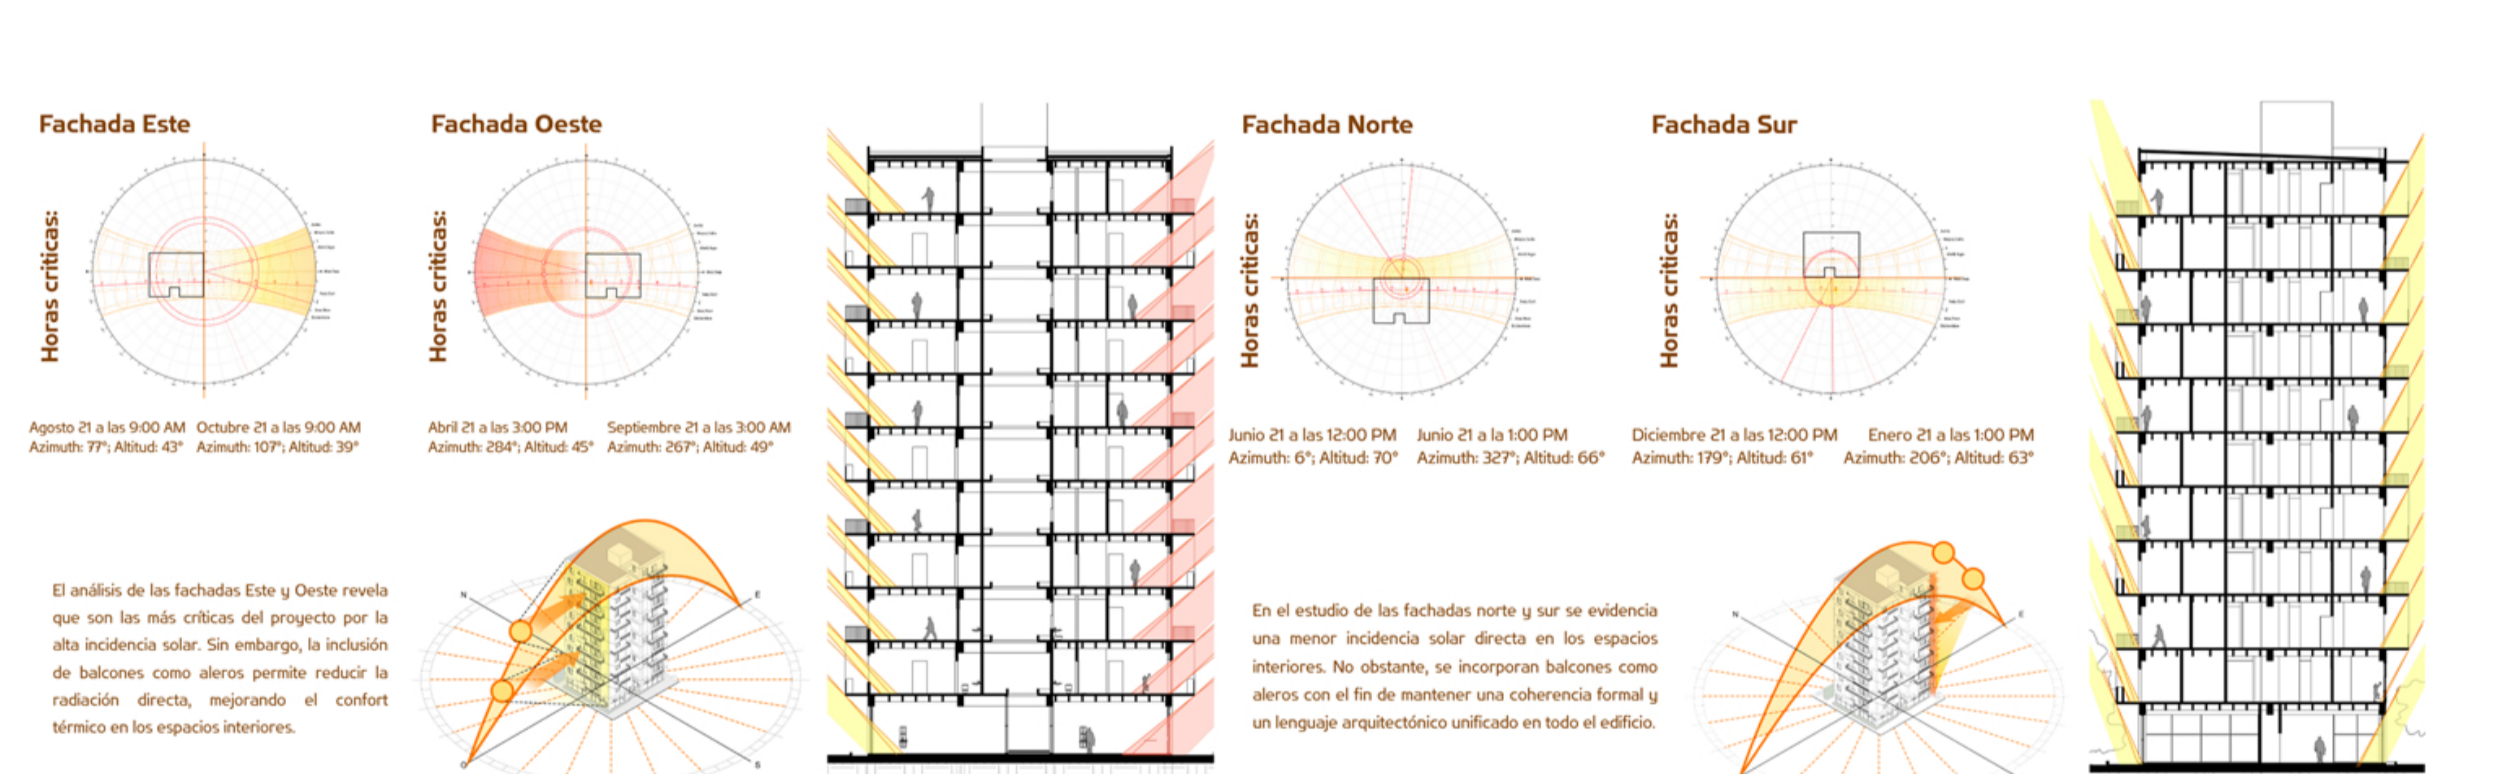 Fachada Este
Horas criticas:
Agosto 21 a las 9:00 AM
Azimuth: 77°; Altitud: 43°
Octubre 21 a las 9:00 AM
Azimuth: 107°; Altitud: 39°
Fachada Oeste
Horas criticas:
Abril 21 a las 3:00 PM
Azimuth: 284°; Altitud: 45°
Septiembre 21 a las 3:00 AM
Azimuth: 267°; Altitud: 49°
El análisis de las fachadas Este y Oeste revela
que son las más críticas del proyecto por la
alta incidencia solar. Sin embargo, la inclusión
de balcones como aleros permite reducir la
radiación directa, mejorando el confort
térmico en los espacios interiores.
N
E
O
S
Fachada Norte
Horas criticas:
Junio 21 a las 12:00 PM
Azimuth: 6°; Altitud: 70°
Junio 21 a la 1:00 PM
Azimuth: 327°; Altitud: 66°
Fachada Sur
Horas criticas:
Diciembre 21 a las 12:00 PM
Azimuth: 179°; Altitud: 61°
Enero 21 a las 1:00 PM
Azimuth: 206°; Altitud: 63°
En el estudio de las fachadas norte y sur se evidencia
una menor incidencia solar directa en los espacios
interiores. No obstante, se incorporan balcones como
aleros con el fin de mantener una coherencia formal y
un lenguaje arquitectónico unificado en todo el edificio.
N
E